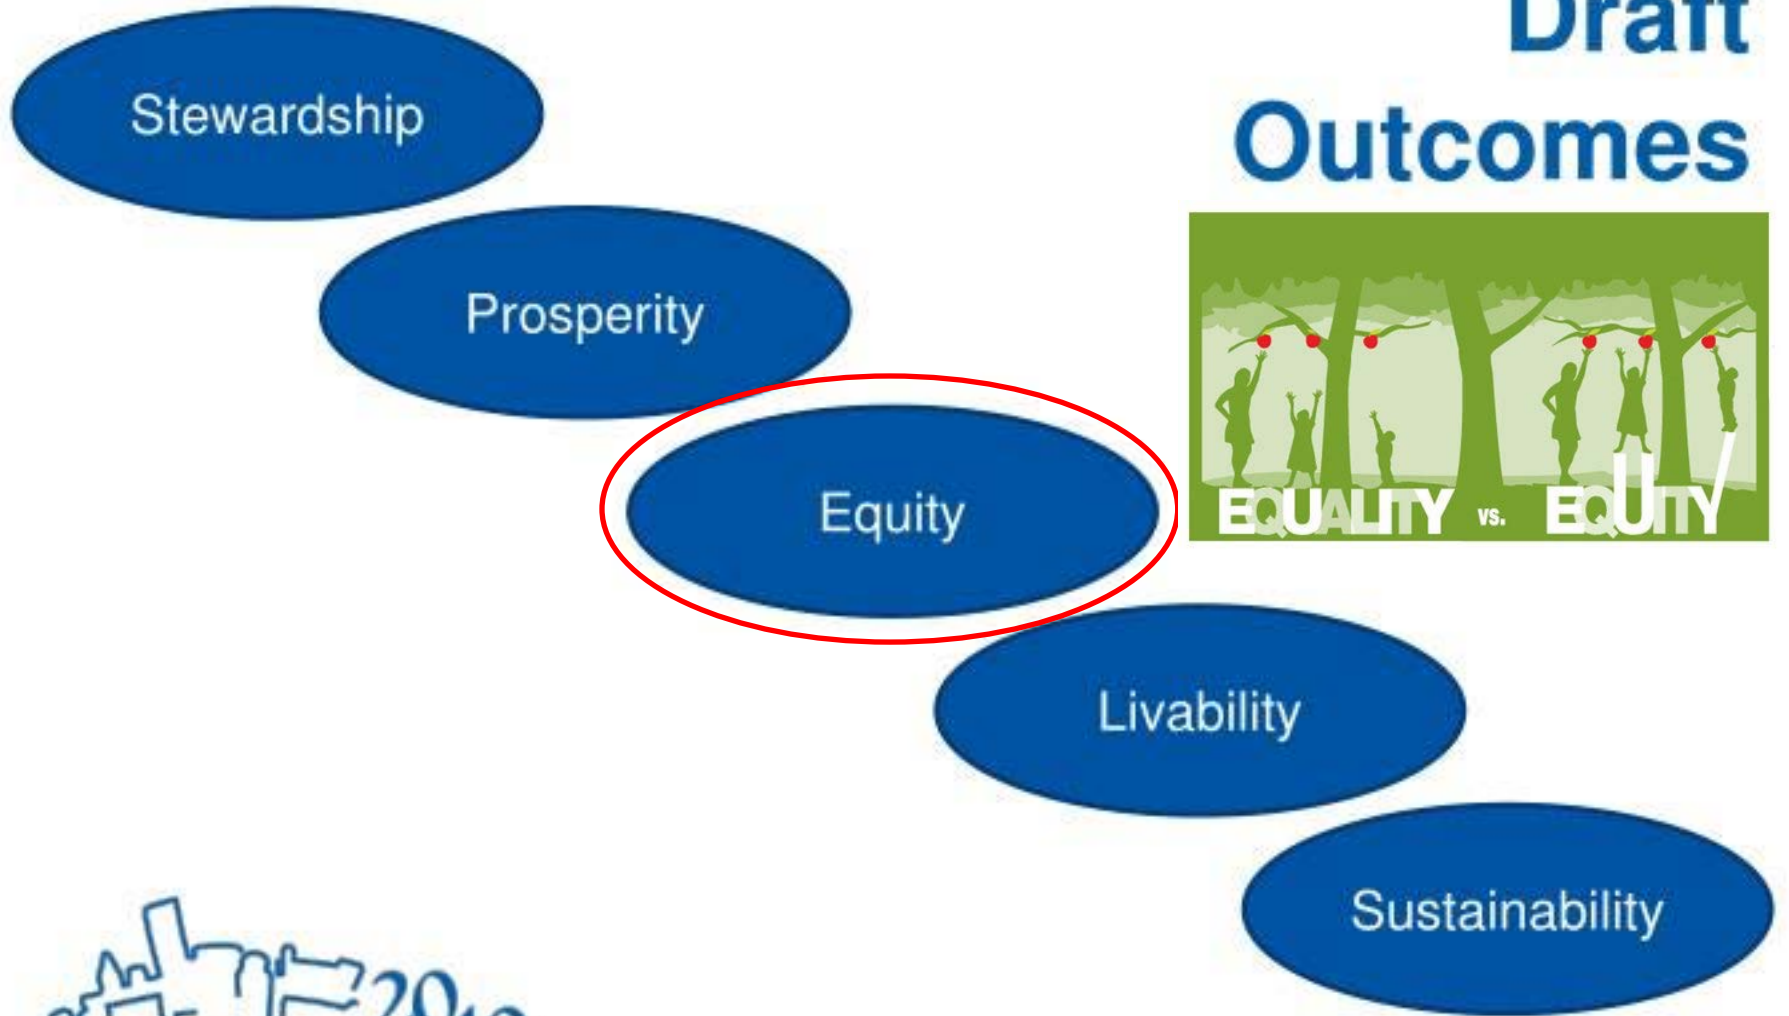 Draft
Outcomes
Stewardship
Prosperity
Equity
EQUALITY vs. EQUITY
Livability
Sustainability